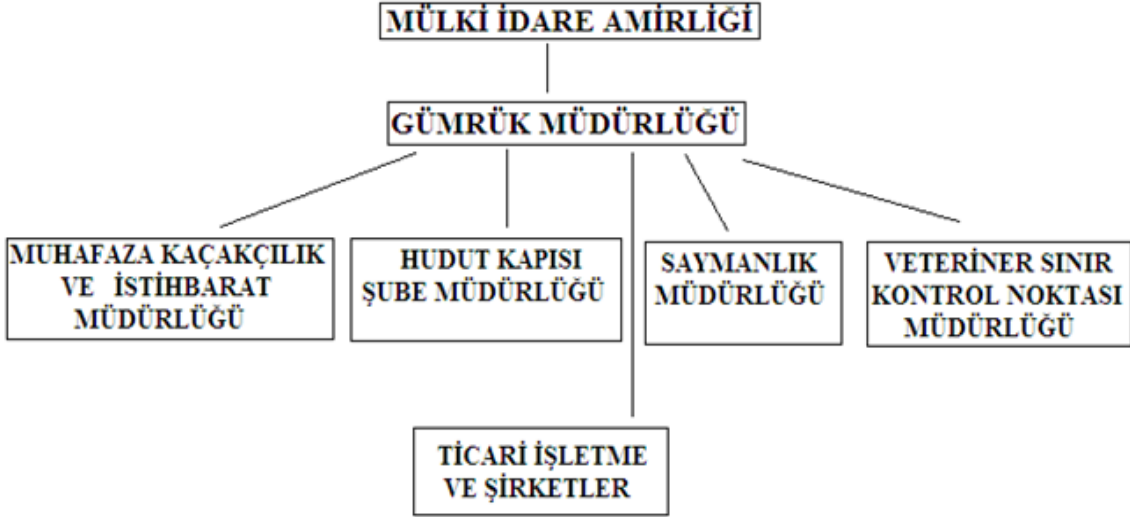 MÜLKİ İDARE AMİRLİĞİ
GÜMRÜK MÜDÜRLÜĞÜ
MUHAFAZA KAÇAKÇILIK
VE İSTİHBARAT
MÜDÜRLÜĞÜ
HUDUT KAPISI
ŞUBE MÜDÜRLÜĞÜ
SAYMANLIK
MÜDÜRLÜĞÜ
VETERİNER SINIR
KONTROL NOKTASI
MÜDÜRLÜĞÜ
TİCARİ İŞLETME
VE ŞİRKETLER